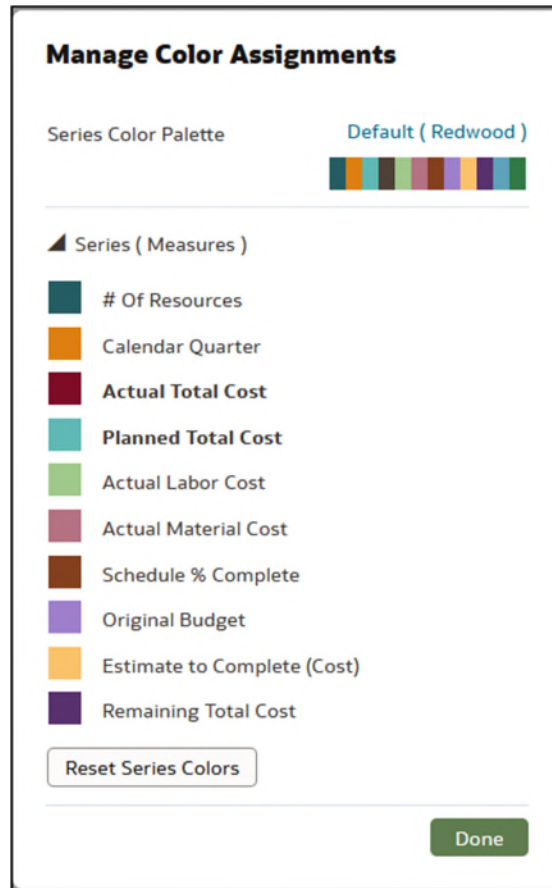 Manage Color Assignments
Series Color Palette
Default ( Redwood )
Series ( Measures )
# Of Resources
Calendar Quarter
Actual Total Cost
Planned Total Cost
Actual Labor Cost
Actual Material Cost
Schedule % Complete
Original Budget
Estimate to Complete (Cost)
Remaining Total Cost
Reset Series Colors
Done